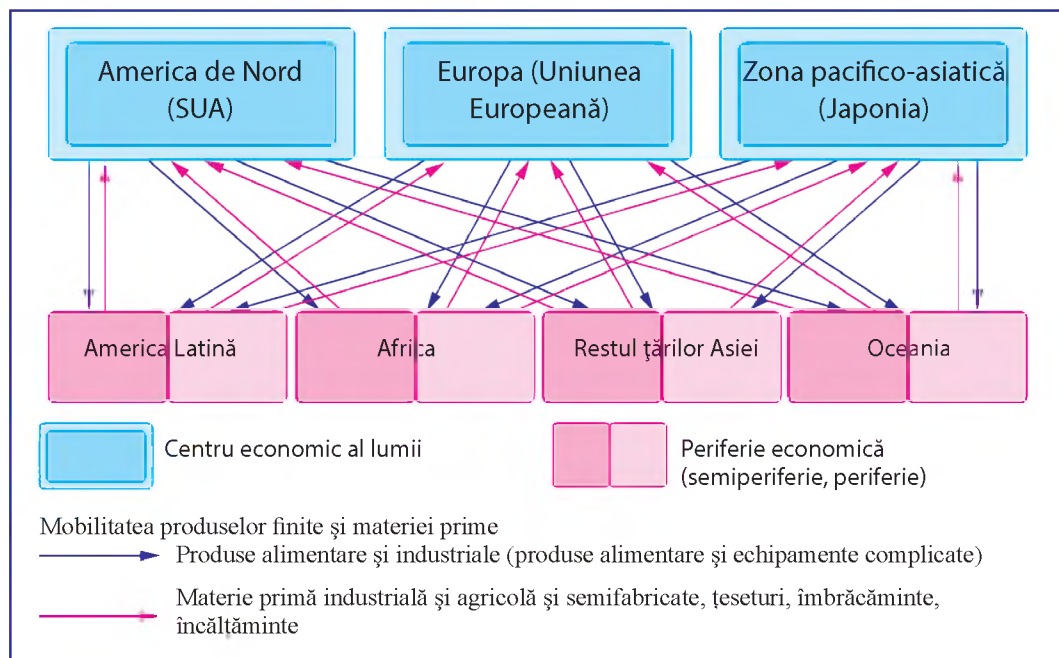 America de Nord
(SUA)
Europa (Uniunea
Europeană)
Zona pacifico-asiatică
(Japonia)
America Latină
Africa
Restul ţărilor Asiei
Oceania
Centru economic al lumii
Periferie economică
(semiperiferie, periferie)
Mobilitatea produselor finite şi materiei prime
Produse alimentare şi industriale (produse alimentare şi echipamente complicate)
Materie primă industrială şi agricolă şi semifabricate, ţeseturi, îmbrăcăminte,
încălţăminte